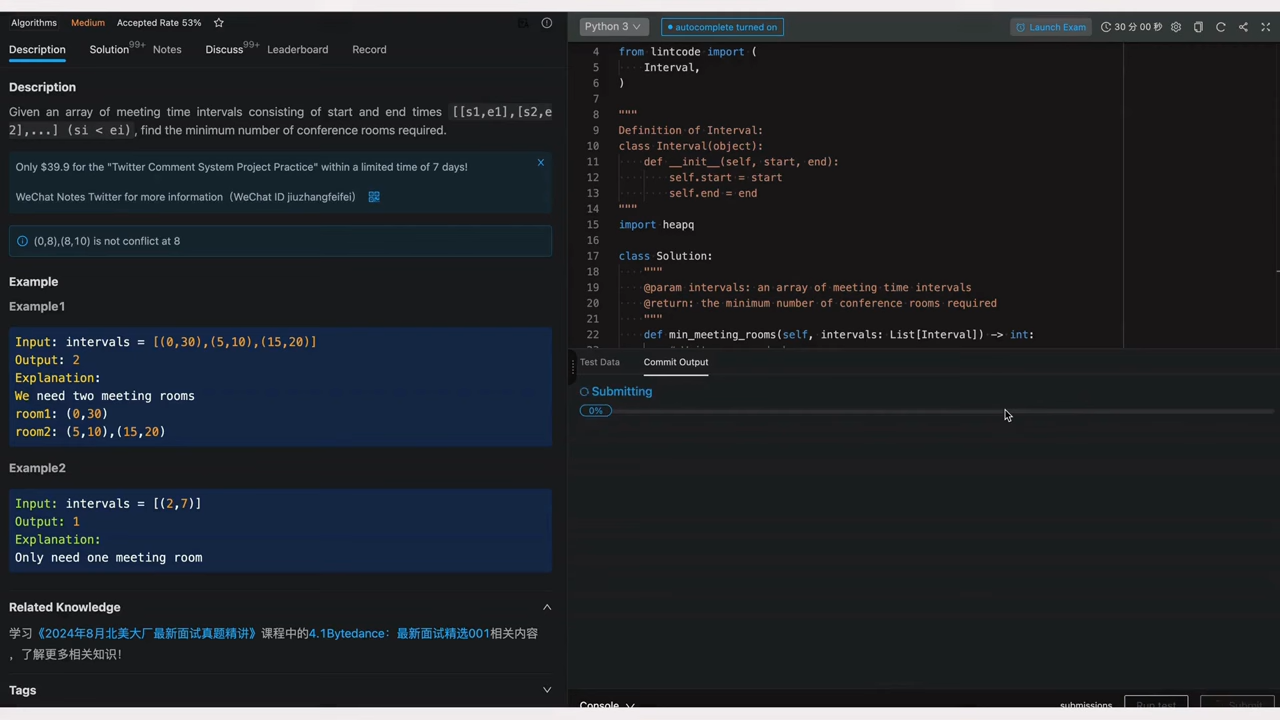 Algorithms Medium Accepted Rate 53%
Description Solution 99+ Notes Discuss 99+ Leaderboard Record
Description
Given an array of meeting time intervals consisting of start and end times [[s1,e1],[s2,e
2],...] (si < ei), find the minimum number of conference rooms required.
Only $39.9 for the "Twitter Comment System Project Practice" within a limited time of 7 days!
WeChat Notes Twitter for more information（WeChat ID jiuzhangfeifei）
(0,8),(8,10) is not conflict at 8
Example
Example1
Input: intervals = [(0,30),(5,10),(15,20)]
Output: 2
Explanation:
We need two meeting rooms
room1: (0,30)
room2: (5,10),(15,20)
Example2
Input: intervals = [(2,7)]
Output: 1
Explanation:
Only need one meeting room
Related Knowledge
学习《2024年8月北美大厂最新面试真题精讲》课程中的4.1Bytedance：最新面试精选001相关内容
，了解更多相关知识！
Tags
Python 3 autocomplete turned on Launch Exam 30 分 00 秒
4 from lintcode import (
5 Interval,
6 )
7
8 """
9 Definition of Interval:
10 class Interval(object):
11 def __init__(self, start, end):
12 self.start = start
13 self.end = end
14 """
15 import heapq
16
17 class Solution:
18 """
19 @param intervals: an array of meeting time intervals
20 @return: the minimum number of conference rooms required
21 """
22 def min_meeting_rooms(self, intervals: List[Interval]) -> int:
Test Data Commit Output
Submitting
0%
Console submissions Run test Submit